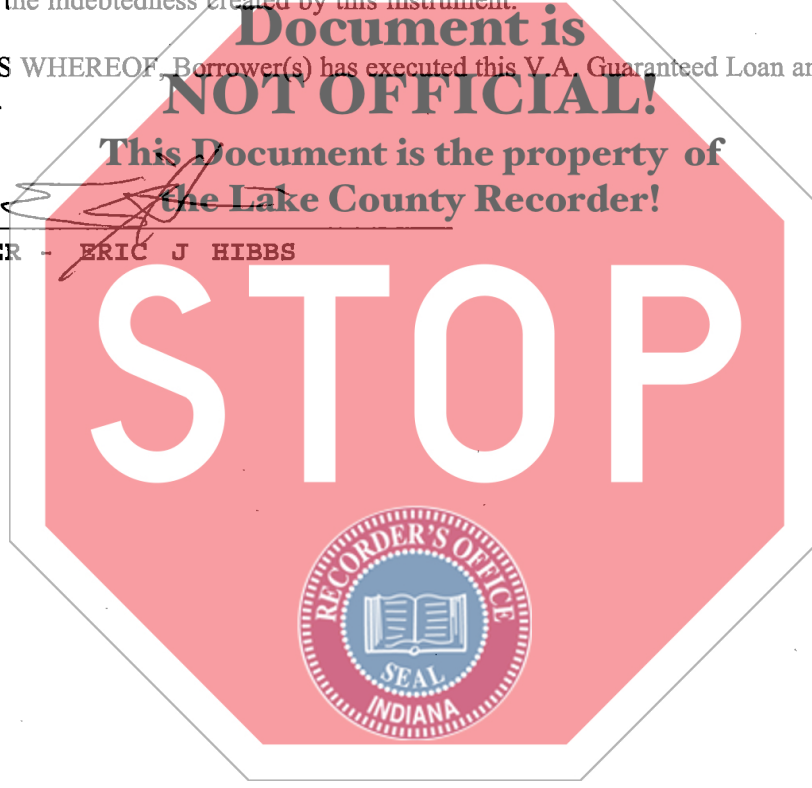 the indebtedness created by this instrument.
Document is
S WHEREOF, Borrower(s) has executed this V.A. Guaranteed Loan an
NOT OFFICIAL!
This Document is the property of
the Lake County Recorder!
ER - ERIC J HIBBS
STOP
RECORDER'S OFFICE
SEAL
INDIANA